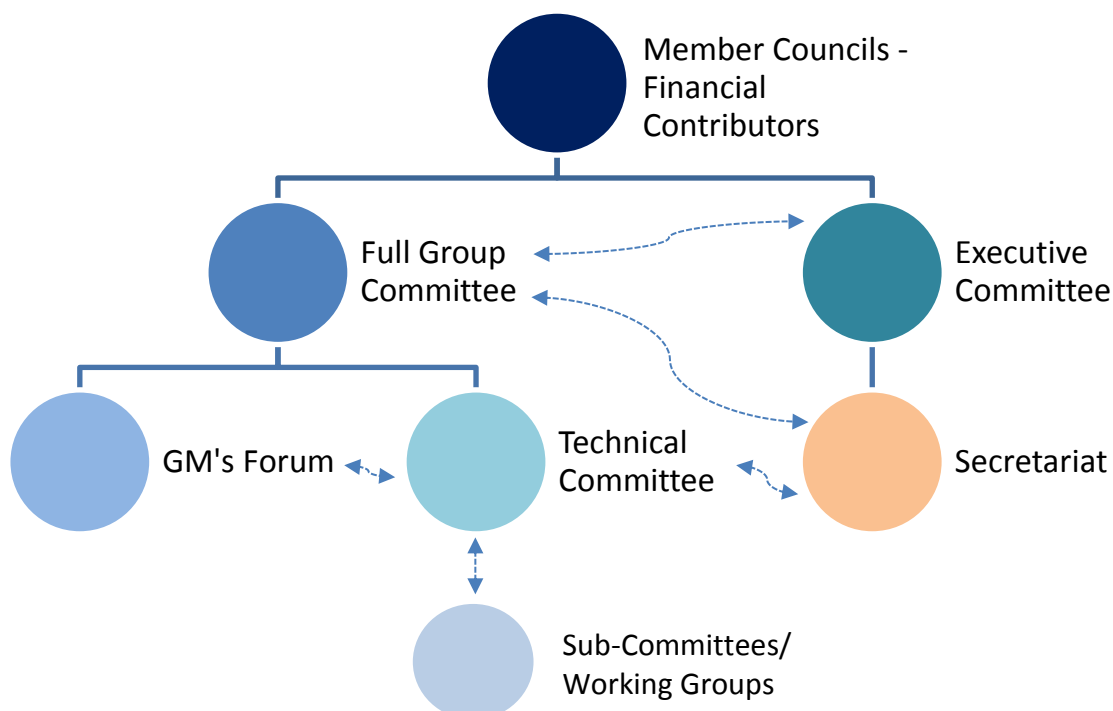 Member Councils -
Financial
Contributors
Full Group
Committee
Executive
Committee
GM's Forum
Technical
Committee
Secretariat
Sub-Committees/
Working Groups